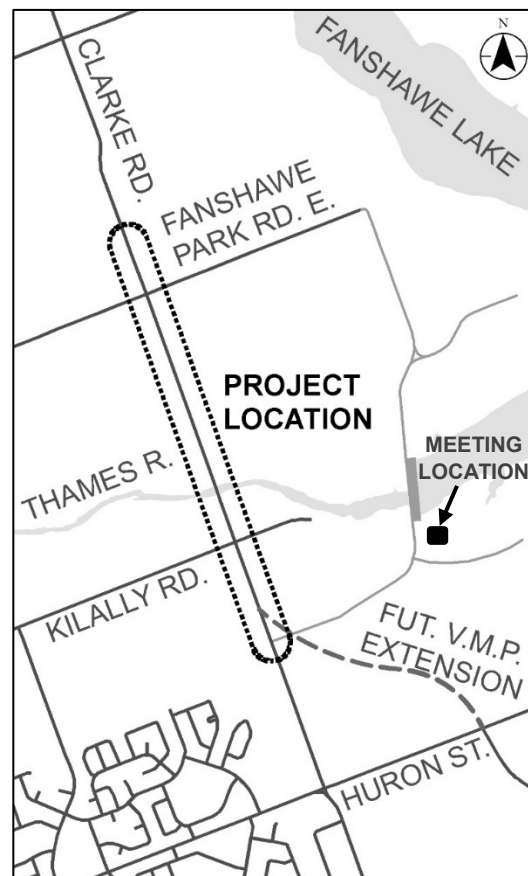 N
CLARKE RD.
FANSHAWE LAKE
FANSHAWE
PARK RD. E.
PROJECT
LOCATION
THAMES R.
MEETING
LOCATION
KILALLY RD.
FUT. V.M.P.
EXTENSION
HURON ST.